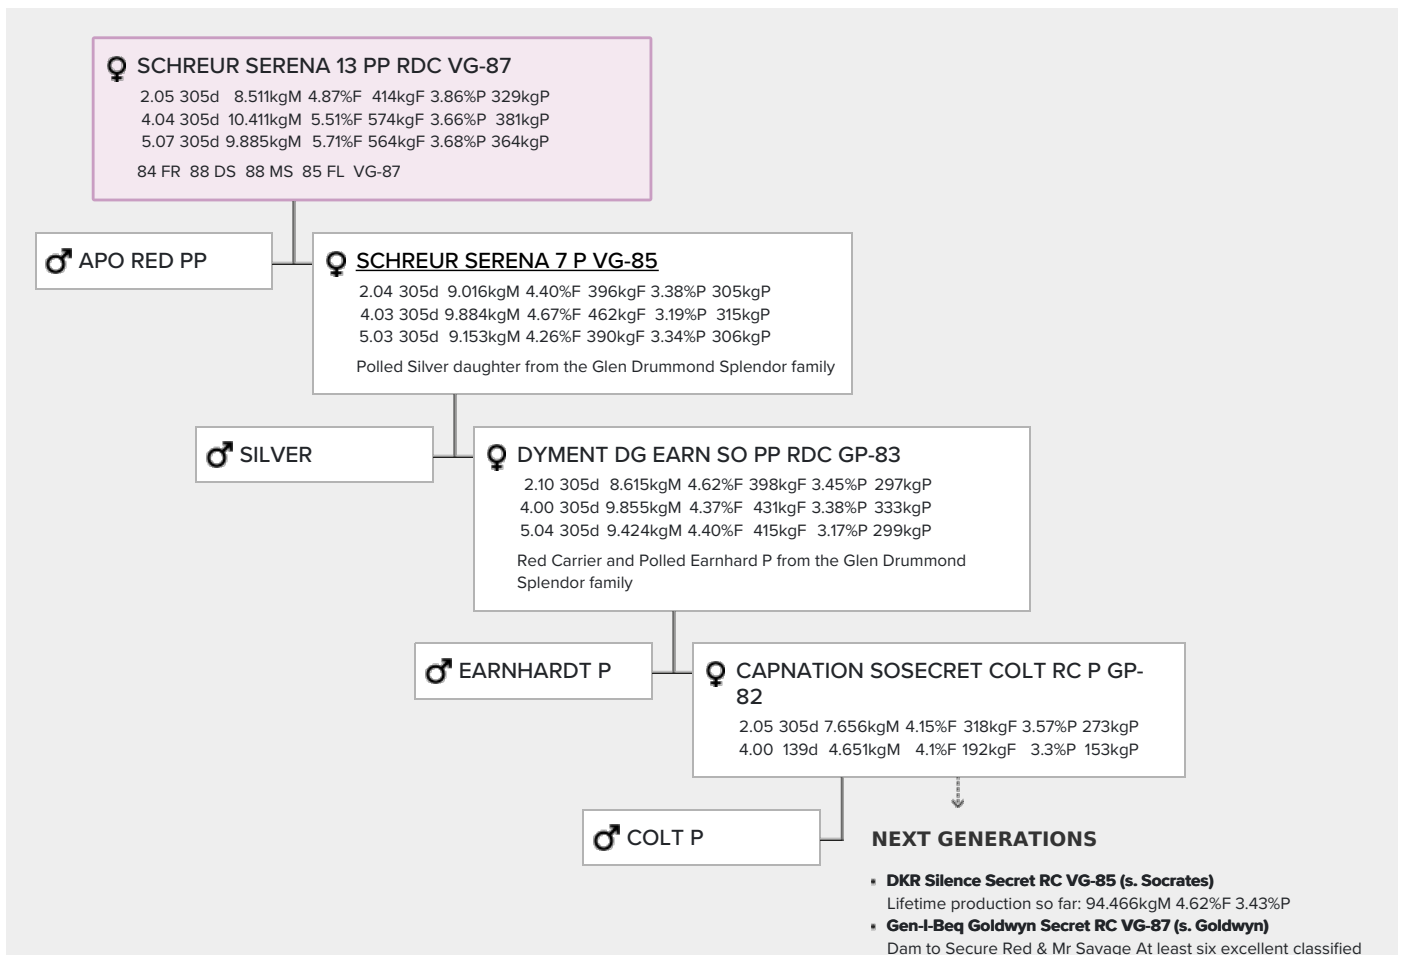 SCHREUR SERENA 13 PP RDC VG-87
2.05 305d 8.511kgM 4.87%F 414kgF 3.86%P 329kgP
4.04 305d 10.411kgM 5.51%F 574kgF 3.66%P 381kgP
5.07 305d 9.885kgM 5.71%F 564kgF 3.68%P 364kgP
84 FR 88 DS 88 MS 85 FL VG-87
APO RED PP
SCHREUR SERENA 7 P VG-85
2.04 305d 9.016kgM 4.40%F 396kgF 3.38%P 305kgP
4.03 305d 9.884kgM 4.67%F 462kgF 3.19%P 315kgP
5.03 305d 9.153kgM 4.26%F 390kgF 3.34%P 306kgP
Polled Silver daughter from the Glen Drummond Splendor family
SILVER
DYMENT DG EARN SO PP RDC GP-83
2.10 305d 8.615kgM 4.62%F 398kgF 3.45%P 297kgP
4.00 305d 9.855kgM 4.37%F 431kgF 3.38%P 333kgP
5.04 305d 9.424kgM 4.40%F 415kgF 3.17%P 299kgP
Red Carrier and Polled Earnhard P from the Glen Drummond
Splendor family
EARNHARDT P
CAPNATION SOSECRET COLT RC P GP-
82
2.05 305d 7.656kgM 4.15%F 318kgF 3.57%P 273kgP
4.00 139d 4.651kgM 4.1%F 192kgF 3.3%P 153kgP
COLT P
NEXT GENERATIONS
DKR Silence Secret RC VG-85 (s. Socrates)
Lifetime production so far: 94.466kgM 4.62%F 3.43%P
Gen-I-Beq Goldwyn Secret RC VG-87 (s. Goldwyn)
Dam to Secure Red & Mr Savage At least six excellent classified